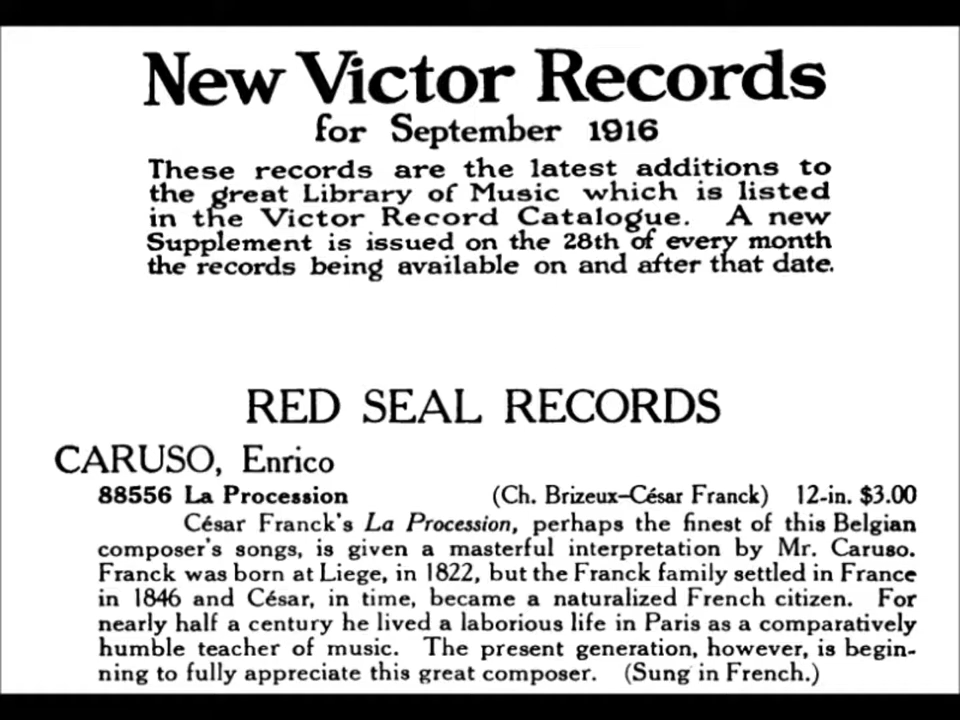 New Victor Records
for September 1916
These records are the latest additions to
the great Library of Music which is listed
in the Victor Record Catalogue. A new
Supplement is issued on the 28th of every month
the records being available on and after that date.
RED SEAL RECORDS
CARUSO, Enrico
88556 La Procession (Ch. Brizeux–César Franck) 12-in. $3.00
César Franck's La Procession, perhaps the finest of this Belgian
composer's songs, is given a masterful interpretation by Mr. Caruso.
Franck was born at Liege, in 1822, but the Franck family settled in France
in 1846 and César, in time, became a naturalized French citizen. For
nearly half a century he lived a laborious life in Paris as a comparatively
humble teacher of music. The present generation, however, is begin-
ning to fully appreciate this great composer. (Sung in French.)